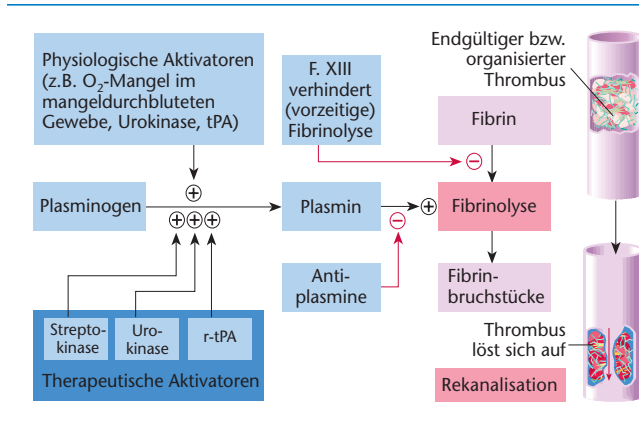 Physiologische Aktivatoren
(z.B. O₂-Mangel im
mangeldurchbluteten
Gewebe, Urokinase, tPA)
F. XIII
verhindert
(vorzeitige)
Fibrinolyse
Endgültiger bzw.
organisierter
Thrombus
Fibrin
Plasminogen
Plasmin
Fibrinolyse
Anti-
plasmine
Fibrin-
bruchstücke
Strepto-
kinase
Uro-
kinase
r-tPA
Therapeutische Aktivatoren
Thrombus
löst sich auf
Rekanalisation